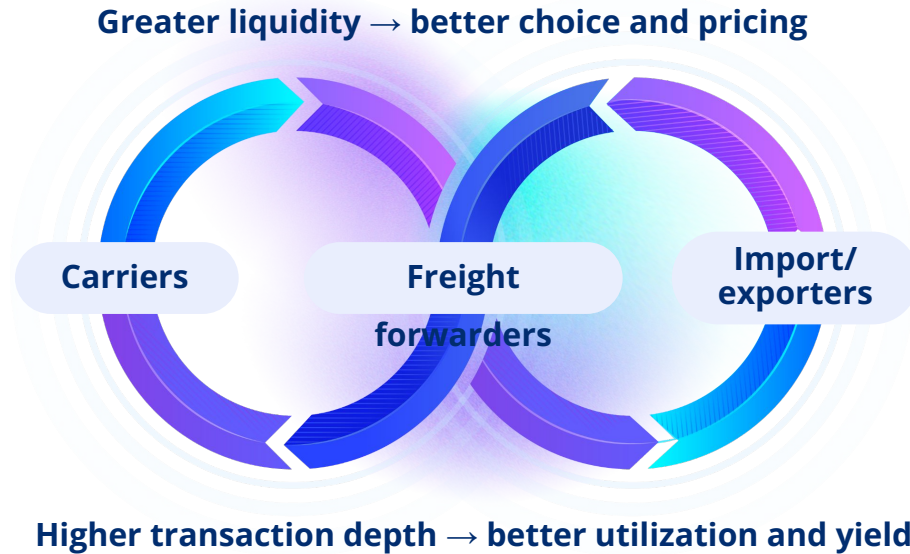 Greater liquidity → better choice and pricing
Carriers
Freight
forwarders
Import/
exporters
Higher transaction depth → better utilization and yield